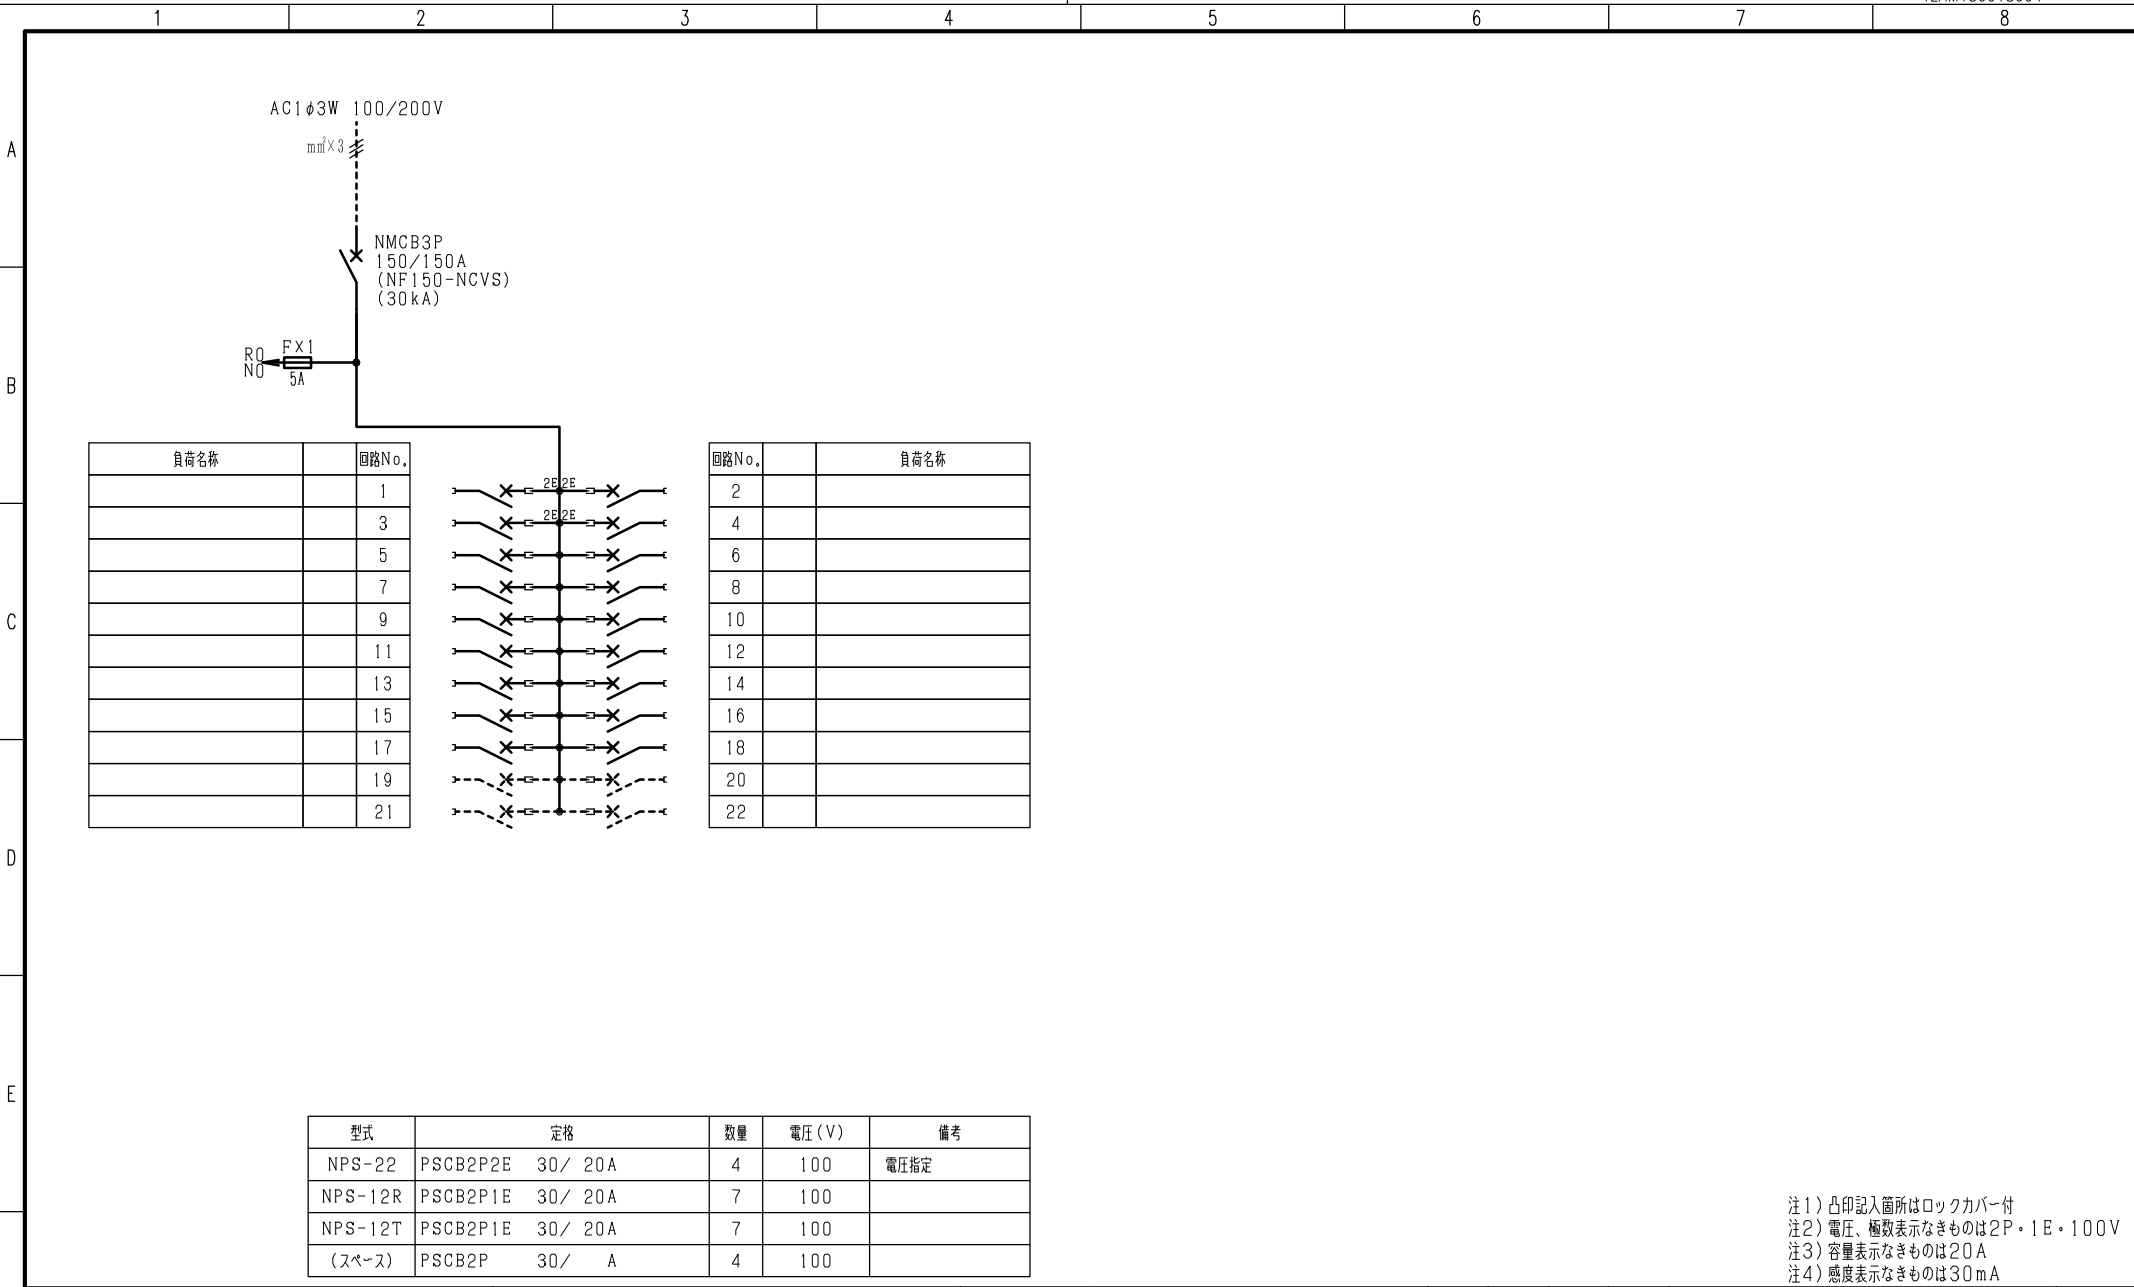 1 2 3 4 5 6 7 8
A
B
C
D
E
AC1φ3W 100/200V
mm²×3
NMCB3P
150/150A
(NF150-NCVS)
(30kA)
F×1
R0
N0
5A
負荷名称 回路No.
1
3
5
7
9
11
13
15
17
19
21
2E 2E
2E 2E
回路No. 負荷名称
2
4
6
8
10
12
14
16
18
20
22
型式 定格 数量 電圧(V) 備考
NPS-22 PSCB2P2E 30/ 20A 4 100 電圧指定
NPS-12R PSCB2P1E 30/ 20A 7 100
NPS-12T PSCB2P1E 30/ 20A 7 100
(スペース) PSCB2P 30/ A 4 100
注1)凸印記入箇所はロックカバー付
注2)電圧、極数表示なきものは2P・1E・100V
注3)容量表示なきものは20A
注4)感度表示なきものは30mA